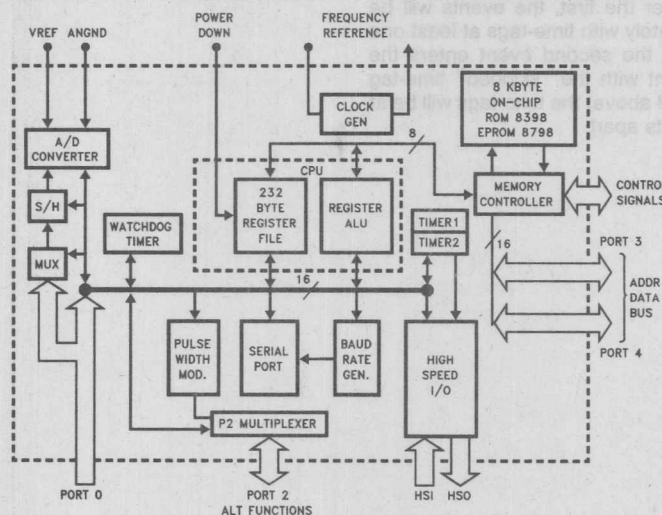 VREF ANGND
POWER
DOWN
FREQUENCY
REFERENCE
CLOCK
GEN
8 KBYTE
ON-CHIP
ROM 8398
EPROM 8798
A/D
CONVERTER
8
CPU
S/H
232
BYTE
REGISTER
FILE
REGISTER
ALU
MEMORY
CONTROLLER
CONTROL
SIGNALS
WATCHDOG
TIMER
TIMER1
TIMER2
MUX
16
16
PORT 3
ADDR
DATA
BUS
PORT 4
PULSE
WIDTH
MOD.
SERIAL
PORT
BAUD
RATE
GEN.
HIGH
SPEED
I/O
P2 MULTIPLEXER
PORT 0
PORT 2
ALT FUNCTIONS
HSI
HSO